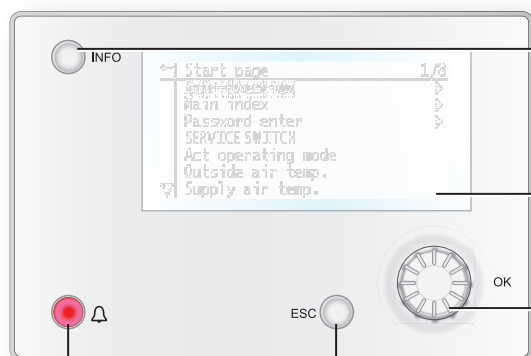 INFO
Start page 1/8
Main index
Password enter
SERVICE SWITCH
Act operating mode
Outside air temp.
Supply air temp.
OK
ESC